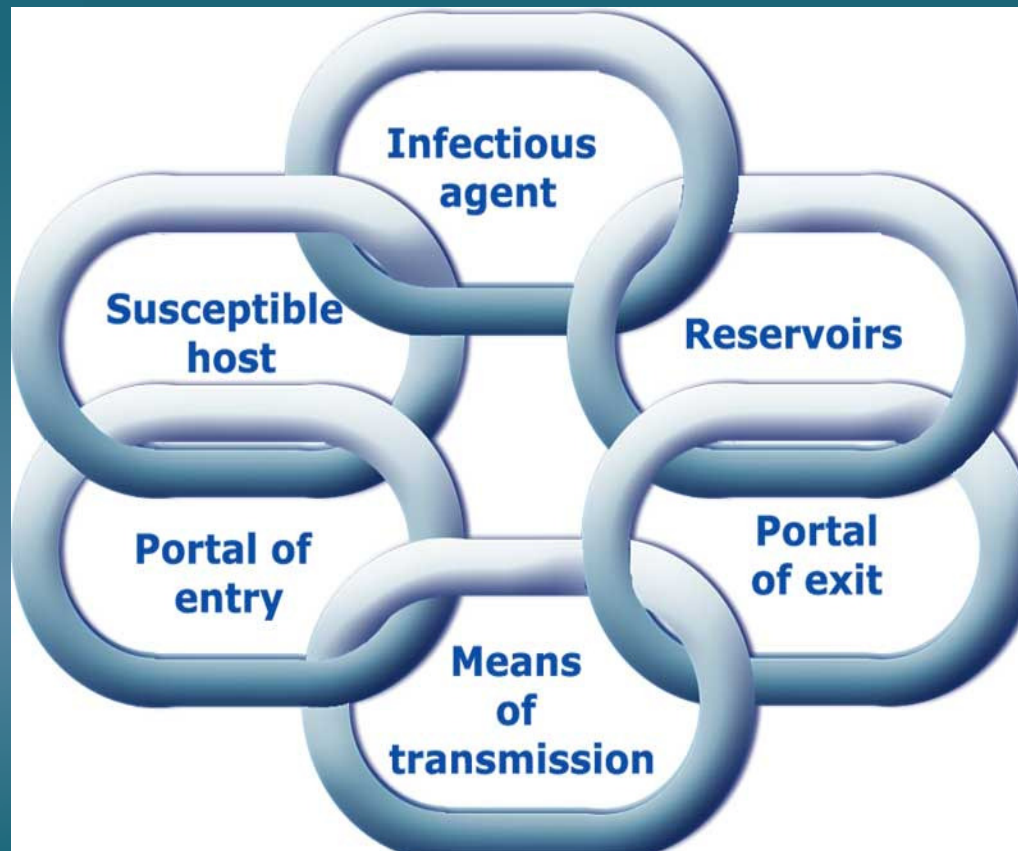 Infectious
agent
Susceptible
host
Reservoirs
Portal of
entry
Portal
of exit
Means
of
transmission